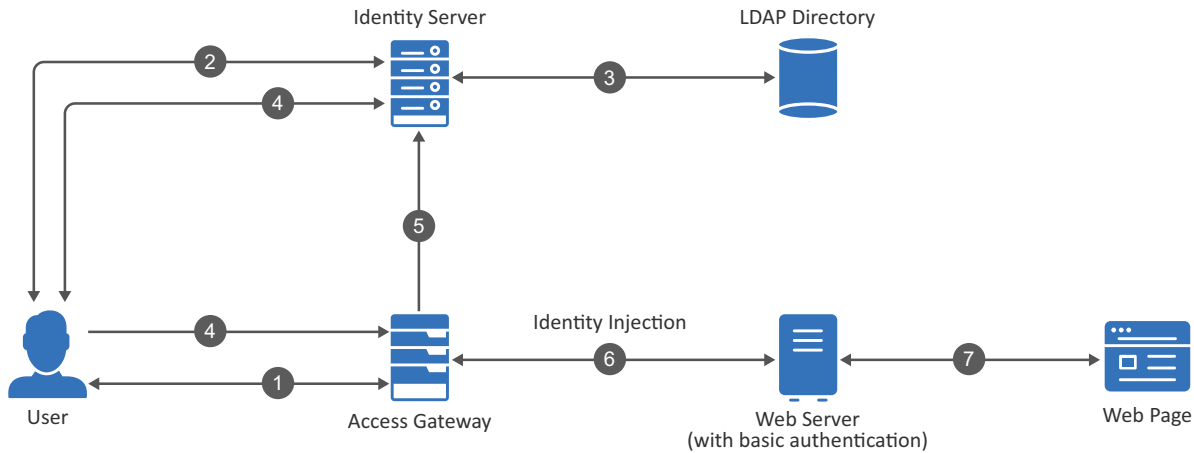 Identity Server
LDAP Directory
2
3
4
5
Identity Injection
4
6
7
1
User
Access Gateway
Web Server
(with basic authentication)
Web Page